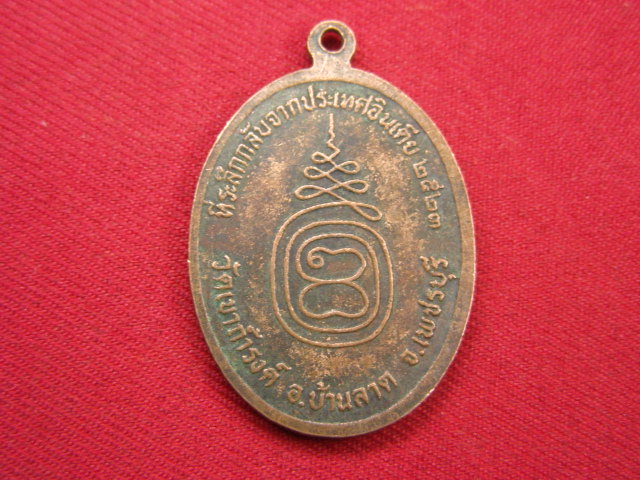 ที่ระลึกกลับจากประเทศอินเดีย ๒๕๒๓
วัดเขาถ้ำรงค์ อ.บ้านลาด จ.เพชรบุรี